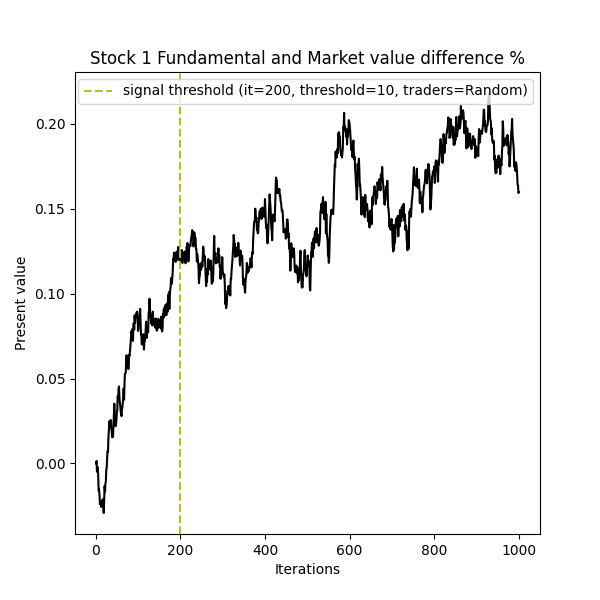 Stock 1 Fundamental and Market value difference %
signal threshold (it=200, threshold=10, traders=Random)
0.20
0.15
0.10
0.05
0.00
Present value
0 200 400 600 800 1000
Iterations